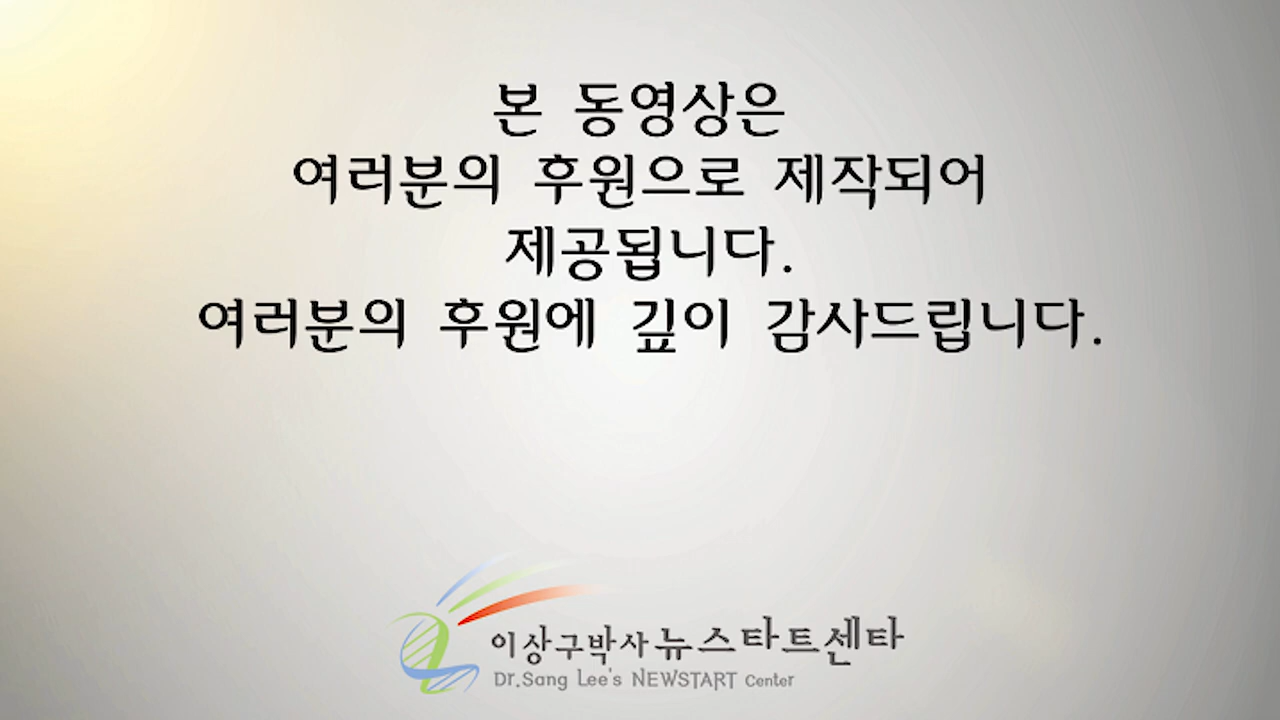 본 동영상은
여러분의 후원으로 제작되어
제공됩니다.
여러분의 후원에 깊이 감사드립니다.
이상구박사뉴스타트센타
Dr.Sang Lee's NEWSTART Center